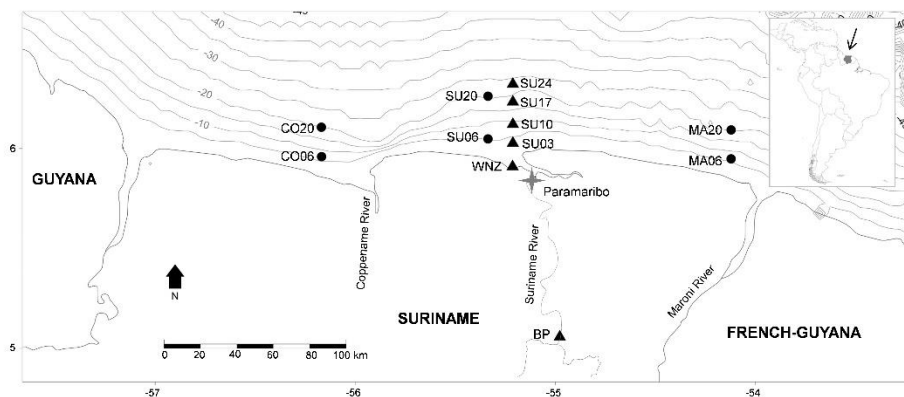 -40
-40
-30
-20
-10
SU24
SU20
SU17
CO20
SU10
MA20
SU06
SU03
CO06
MA06
WNZ
6
GUYANA
Paramaribo
Coppename River
Suriname River
Maroni River
N
SURINAME
FRENCH-GUYANA
BP
5
0 20 40 60 80 100 km
-57 -56 -55 -54